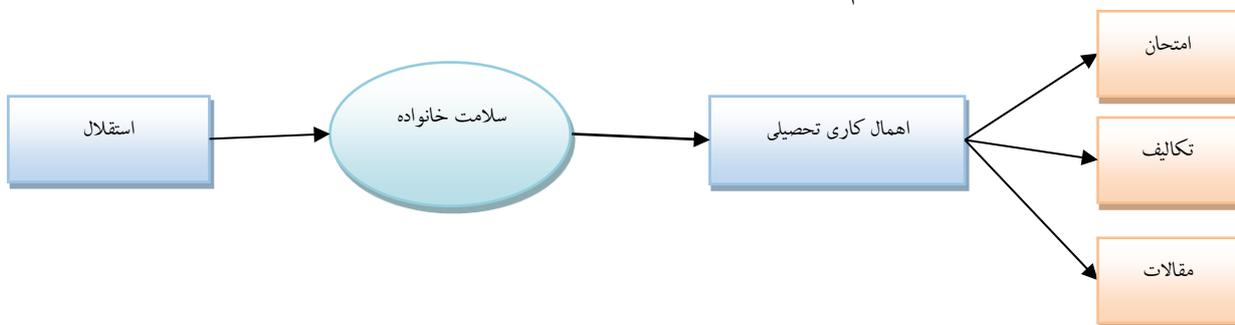 امتحان
استقلال
سلامت خانواده
اهمال کاری تحصیلی
تکالیف
مقالات